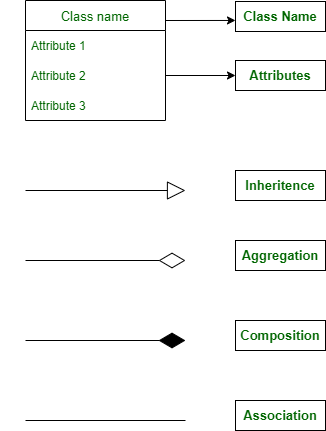 Class name
Class Name
Attribute 1
Attribute 2
Attributes
Attribute 3
Inheritence
Aggregation
Composition
Association